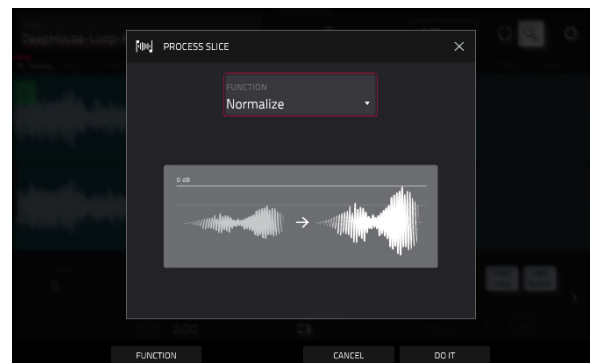 PROCESS SLICE
FUNCTION
Normalize
0 dB
FUNCTION
CANCEL
DO IT